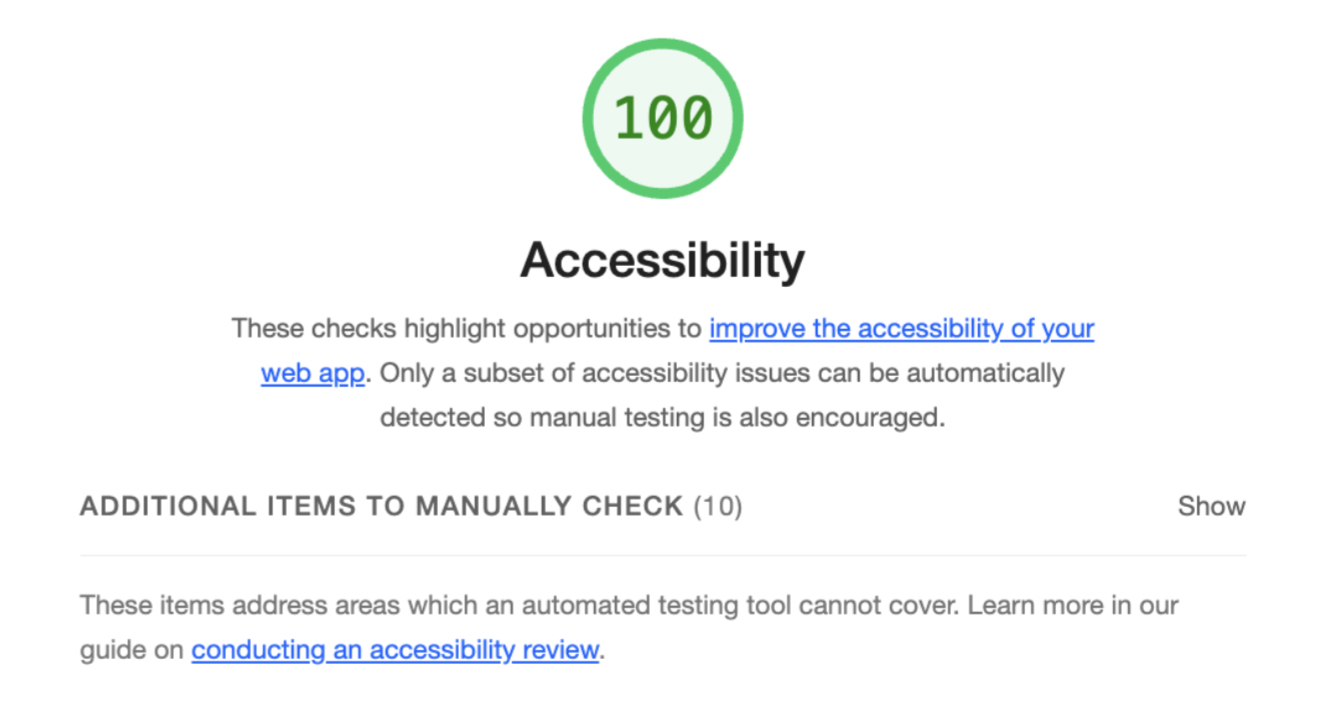 100
Accessibility
These checks highlight opportunities to improve the accessibility of your
web app. Only a subset of accessibility issues can be automatically
detected so manual testing is also encouraged.
ADDITIONAL ITEMS TO MANUALLY CHECK (10) Show
These items address areas which an automated testing tool cannot cover. Learn more in our
guide on conducting an accessibility review.